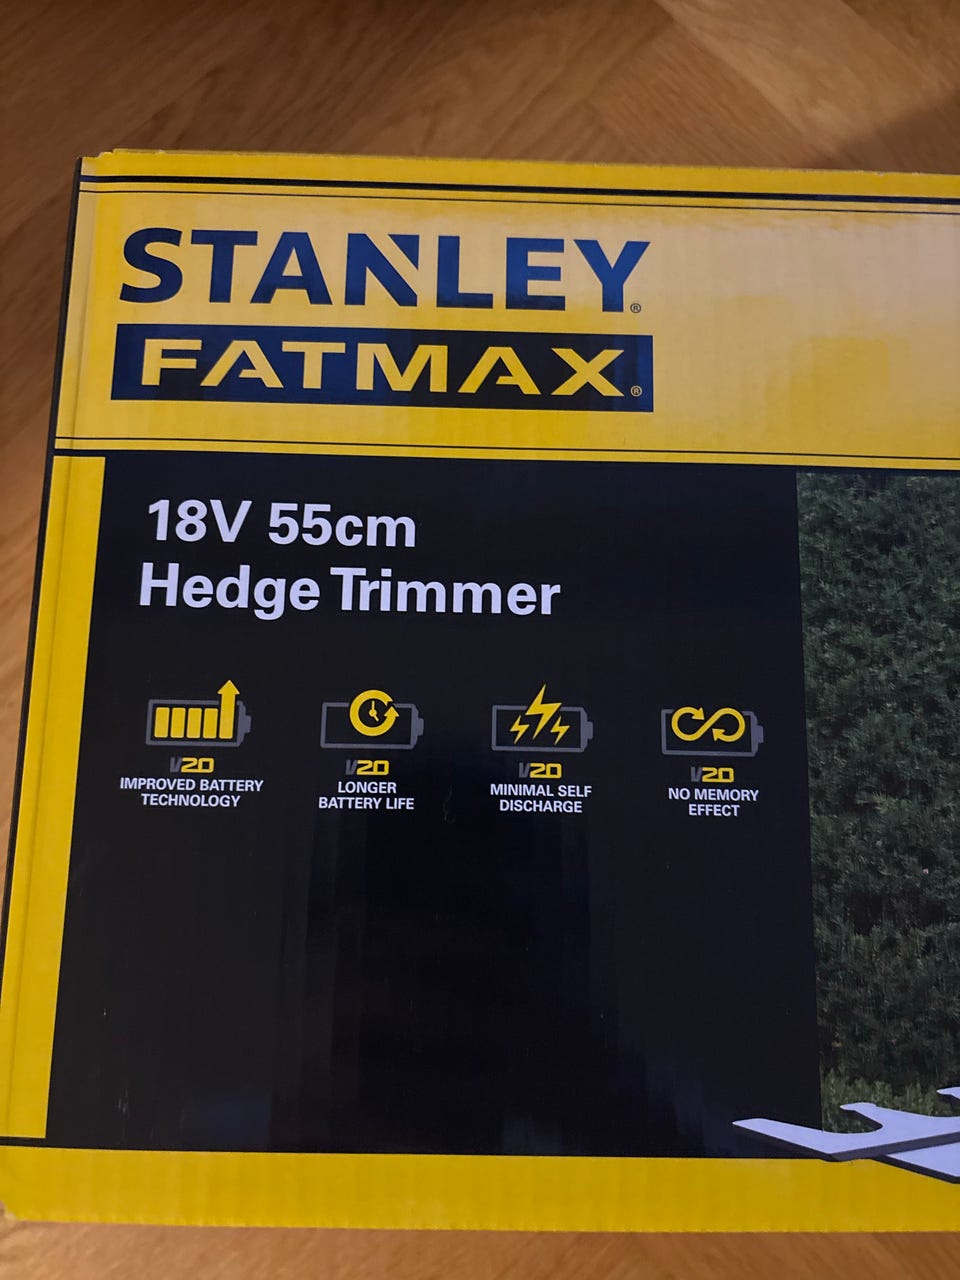 STANLEY®
FATMAX®
18V 55cm
Hedge Trimmer
V20
IMPROVED BATTERY
TECHNOLOGY
V20
LONGER
BATTERY LIFE
V20
MINIMAL SELF
DISCHARGE
V20
NO MEMORY
EFFECT